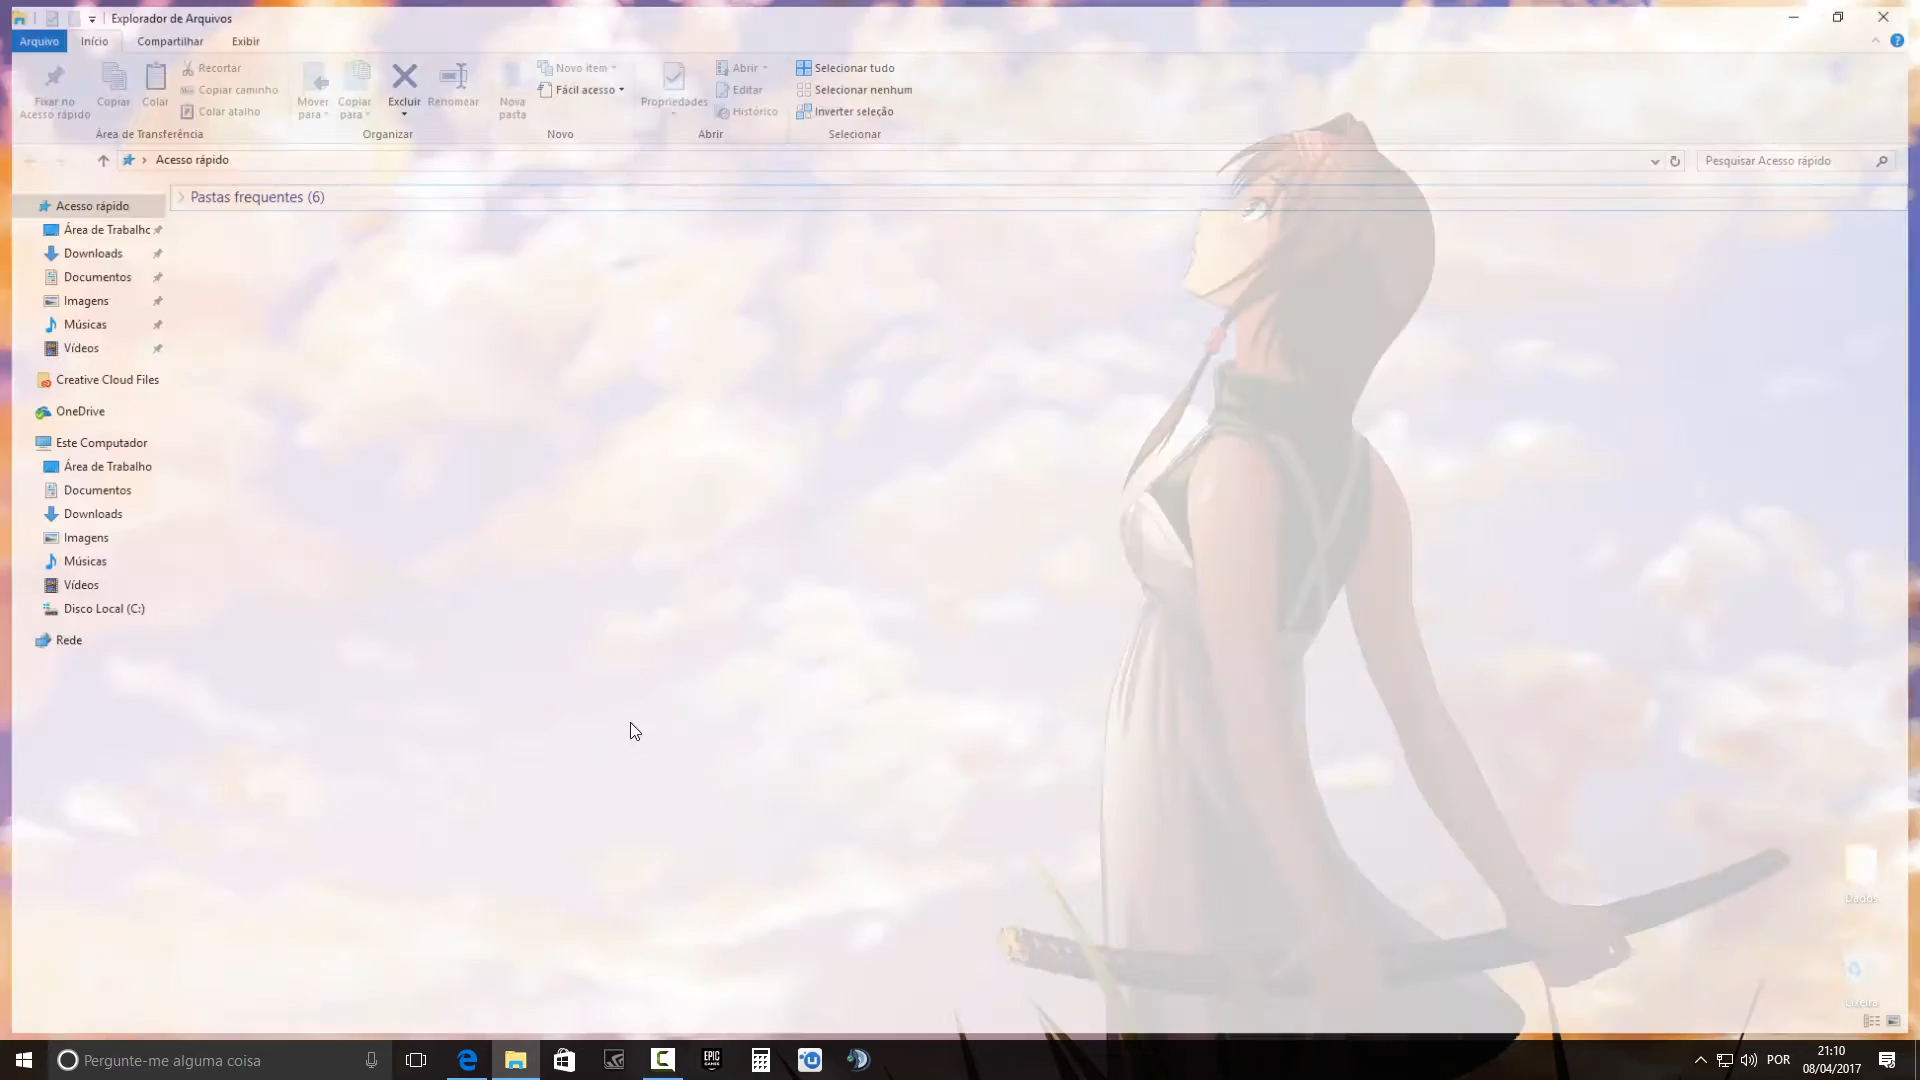 Explorador de Arquivos
Arquivo Início Compartilhar Exibir
Fixar no
Acesso rápido
Copiar
Colar
Recortar
Copiar caminho
Colar atalho
Área de Transferência
Mover
para
Copiar
para
Excluir
Renomear
Organizar
Nova
pasta
Novo item
Fácil acesso
Novo
Propriedades
Abrir
Editar
Histórico
Abrir
Selecionar tudo
Selecionar nenhum
Inverter seleção
Selecionar
Acesso rápido
Pesquisar Acesso rápido
Acesso rápido
Área de Trabalho
Downloads
Documentos
Imagens
Músicas
Vídeos
Creative Cloud Files
OneDrive
Este Computador
Área de Trabalho
Documentos
Downloads
Imagens
Músicas
Vídeos
Disco Local (C:)
Rede
Pastas frequentes (6)
Dados
Lixeira
Pergunte-me alguma coisa
EPIC
GAMES
POR
21:10
08/04/2017